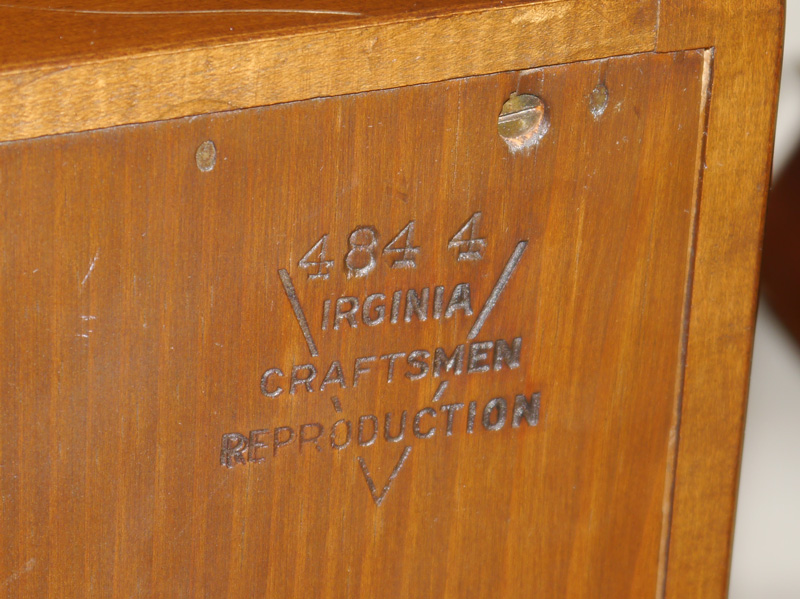 484 4
VIRGINIA
CRAFTSMEN
REPRODUCTION